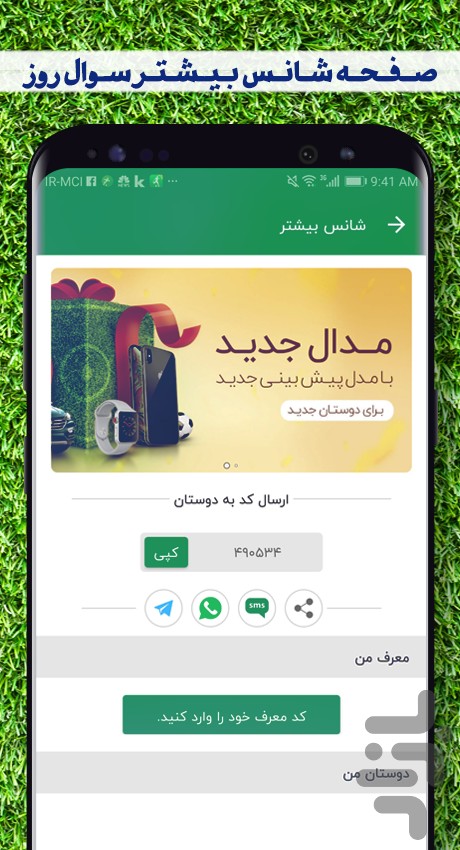 صفحه شانس بیشتر سوال روز
IR-MCI
9:41 AM
شانس بیشتر
مدال جدید
با مدل پیش بینی جدید
برای دوستان جدید
ارسال کد به دوستان
۴۹۰۵۳۴
کپی
sms
معرف من
کد معرف خود را وارد کنید.
دوستان من